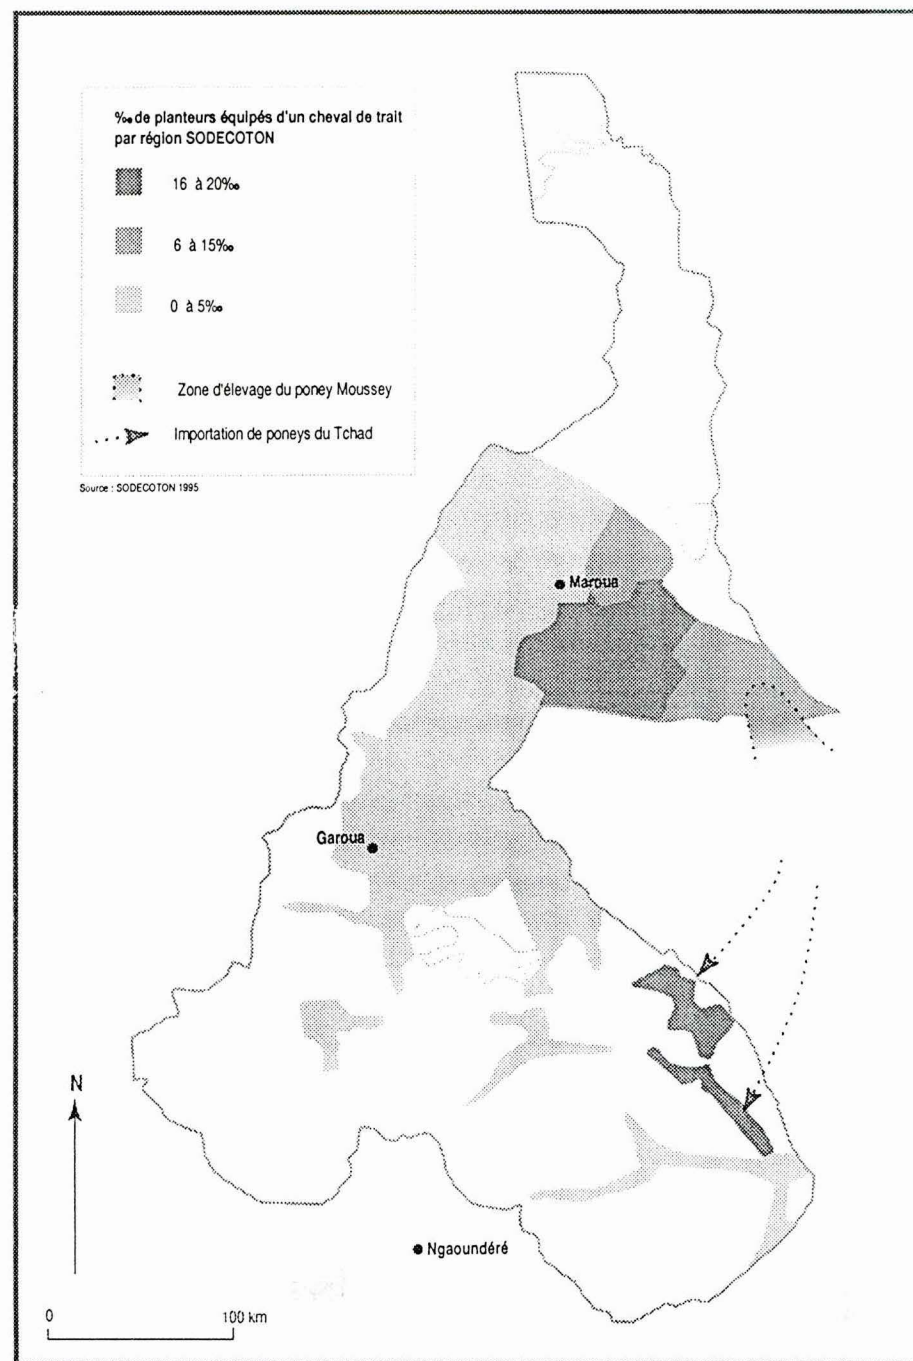 ‰ de planteurs équipés d'un cheval de trait
par région SODECOTON
16 à 20‰
6 à 15‰
0 à 5‰
Zone d'élevage du poney Moussey
Importation de poneys du Tchad
Source : SODECOTON 1995
Maroua
Garoua
N
Ngaoundéré
0 100 km